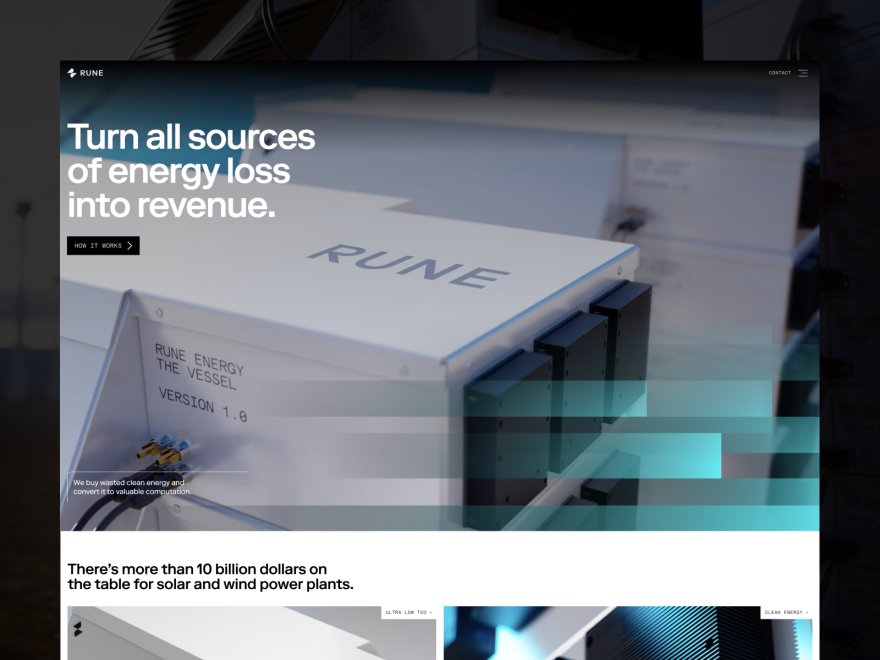 RUNE
CONTACT
Turn all sources
of energy loss
into revenue.
HOW IT WORKS
RUNE
RUNE ENERGY
THE VESSEL
VERSION 1.0
We buy wasted clean energy and
convert it to valuable computation.
There's more than 10 billion dollars on
the table for solar and wind power plants.
ULTRA LOW TCO
CLEAN ENERGY